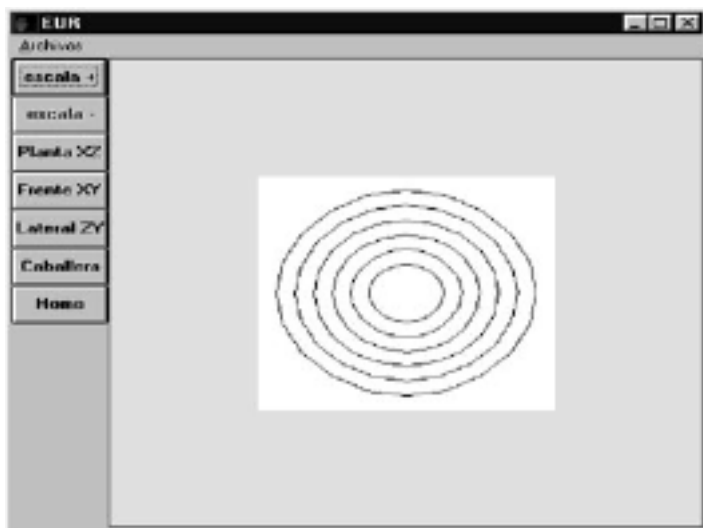 EUR
Archivos
escala +
escala -
Planta XZ
Frente XY
Lateral ZY
Caballera
Home